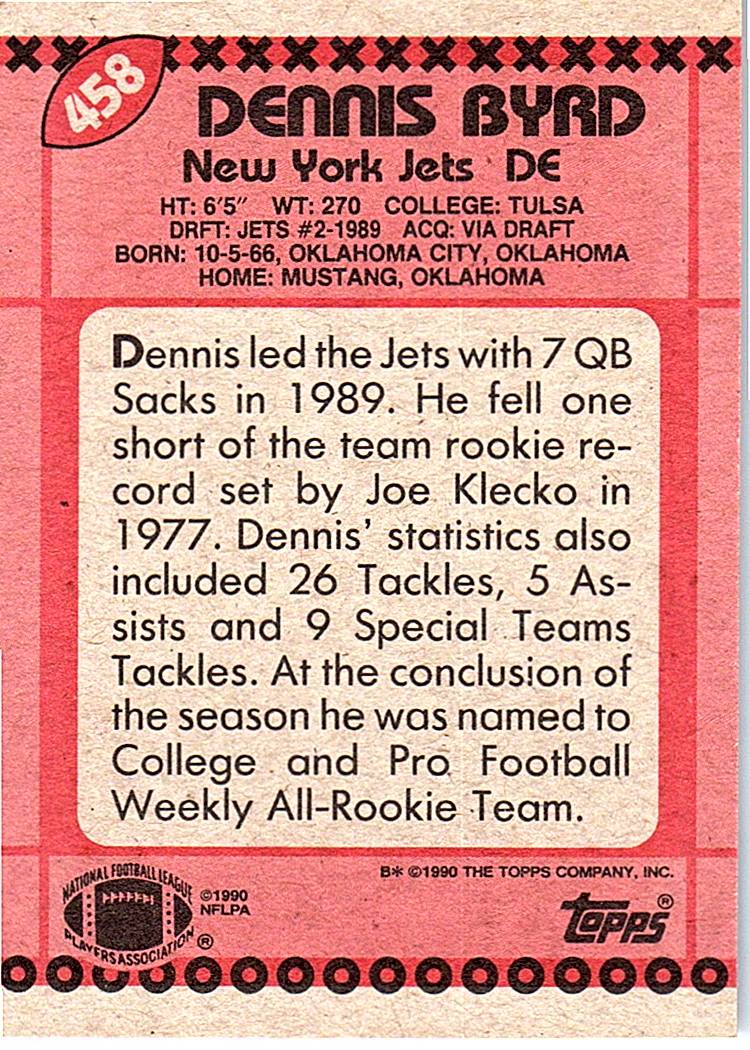 458
DENNIS BYRD
New York Jets DE
HT: 6'5" WT: 270 COLLEGE: TULSA
DRFT: JETS #2-1989 ACQ: VIA DRAFT
BORN: 10-5-66, OKLAHOMA CITY, OKLAHOMA
HOME: MUSTANG, OKLAHOMA
Dennis led the Jets with 7 QB
Sacks in 1989. He fell one
short of the team rookie re-
cord set by Joe Klecko in
1977. Dennis' statistics also
included 26 Tackles, 5 As-
sists and 9 Special Teams
Tackles. At the conclusion of
the season he was named to
College and Pro Football
Weekly All-Rookie Team.
B* ©1990 THE TOPPS COMPANY, INC.
NATIONAL FOOTBALL LEAGUE
PLAYERS ASSOCIATION ®
©1990
NFLPA
topps®